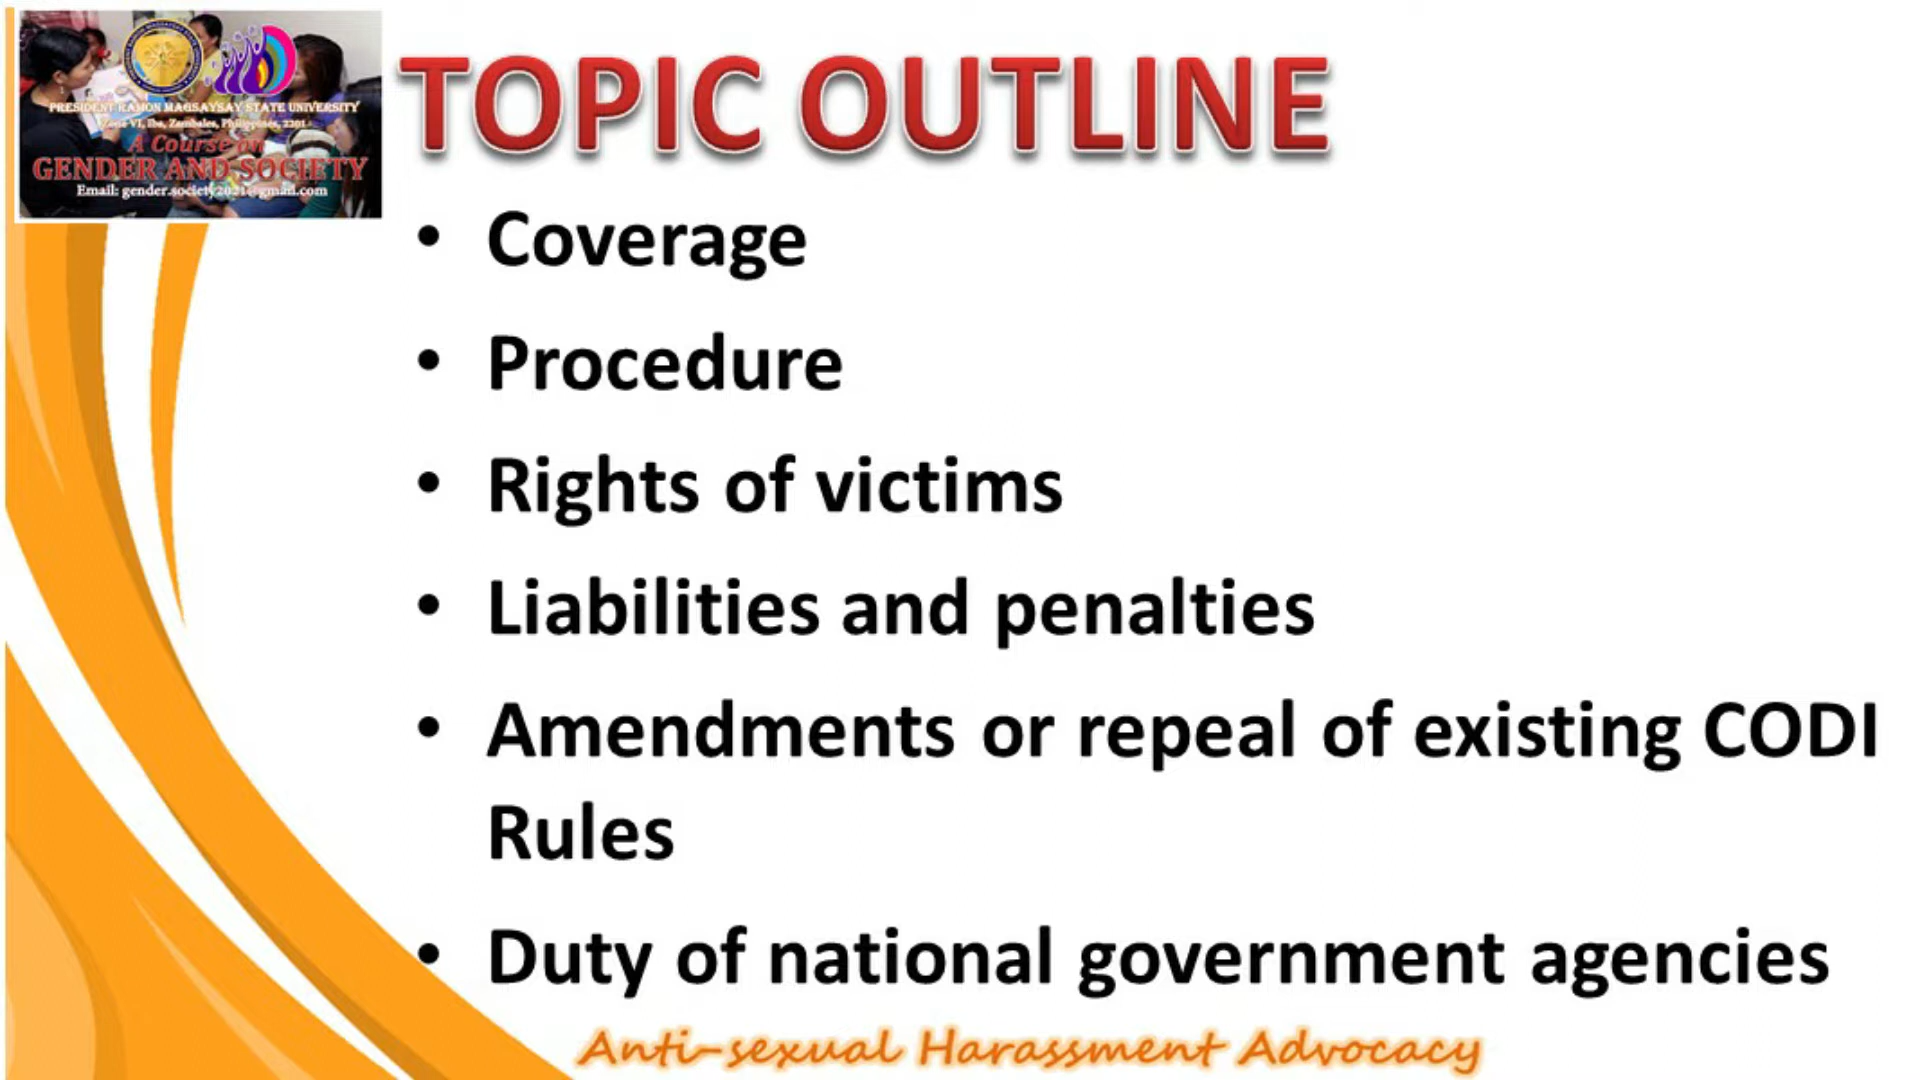 PRESIDENT RAMON MAGSAYSAY STATE UNIVERSITY
Zone VI, Iba, Zambales, Philippines, 2201
A Course on
GENDER AND SOCIETY
Email: gender.society2021@gmail.com
TOPIC OUTLINE
• Coverage
• Procedure
• Rights of victims
• Liabilities and penalties
• Amendments or repeal of existing CODI
Rules
• Duty of national government agencies
Anti-sexual Harassment Advocacy